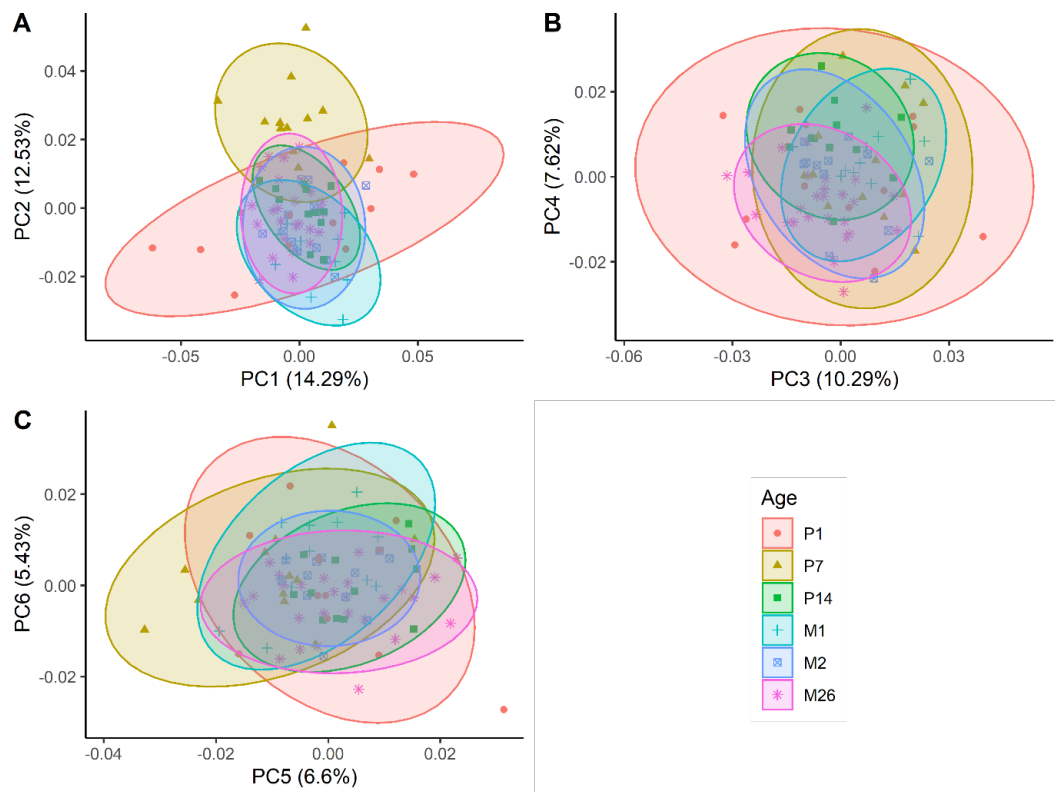 A
0.04
0.02
0.00
-0.02
PC2 (12.53%)
-0.05
0.00
0.05
PC1 (14.29%)
B
0.02
0.00
-0.02
PC4 (7.62%)
-0.06
-0.03
0.00
0.03
PC3 (10.29%)
C
0.02
0.00
-0.02
PC6 (5.43%)
-0.04
-0.02
0.00
0.02
PC5 (6.6%)
Age
P1
P7
P14
M1
M2
M26